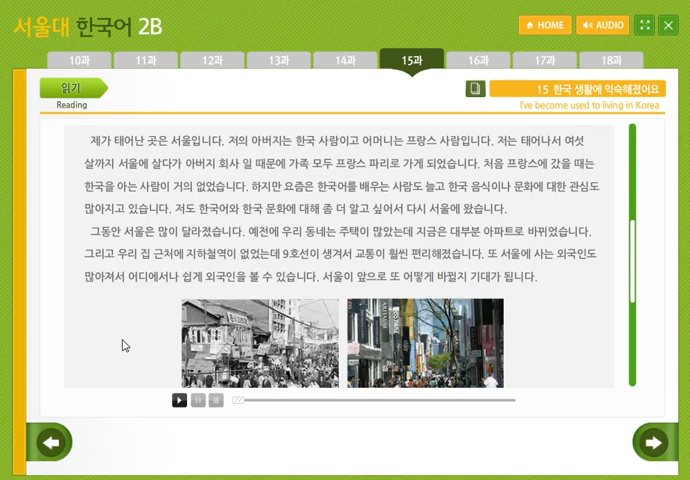 서울대 한국어 2B
HOME
AUDIO
10과
11과
12과
13과
14과
15과
16과
17과
18과
읽기
Reading
15 한국 생활에 익숙해졌어요
I've become used to living in Korea
제가 태어난 곳은 서울입니다. 저의 아버지는 한국 사람이고 어머니는 프랑스 사람입니다. 저는 태어나서 여섯
살까지 서울에 살다가 아버지 회사 일 때문에 가족 모두 프랑스 파리로 가게 되었습니다. 처음 프랑스에 갔을 때는
한국을 아는 사람이 거의 없었습니다. 하지만 요즘은 한국어를 배우는 사람도 늘고 한국 음식이나 문화에 대한 관심도
많아지고 있습니다. 저도 한국어와 한국 문화에 대해 좀 더 알고 싶어서 다시 서울에 왔습니다.
그동안 서울은 많이 달라졌습니다. 예전에 우리 동네는 주택이 많았는데 지금은 대부분 아파트로 바뀌었습니다.
그리고 우리 집 근처에 지하철역이 없었는데 9호선이 생겨서 교통이 훨씬 편리해졌습니다. 또 서울에 사는 외국인도
많아져서 어디에서나 쉽게 외국인을 볼 수 있습니다. 서울이 앞으로 또 어떻게 바뀔지 기대가 됩니다.